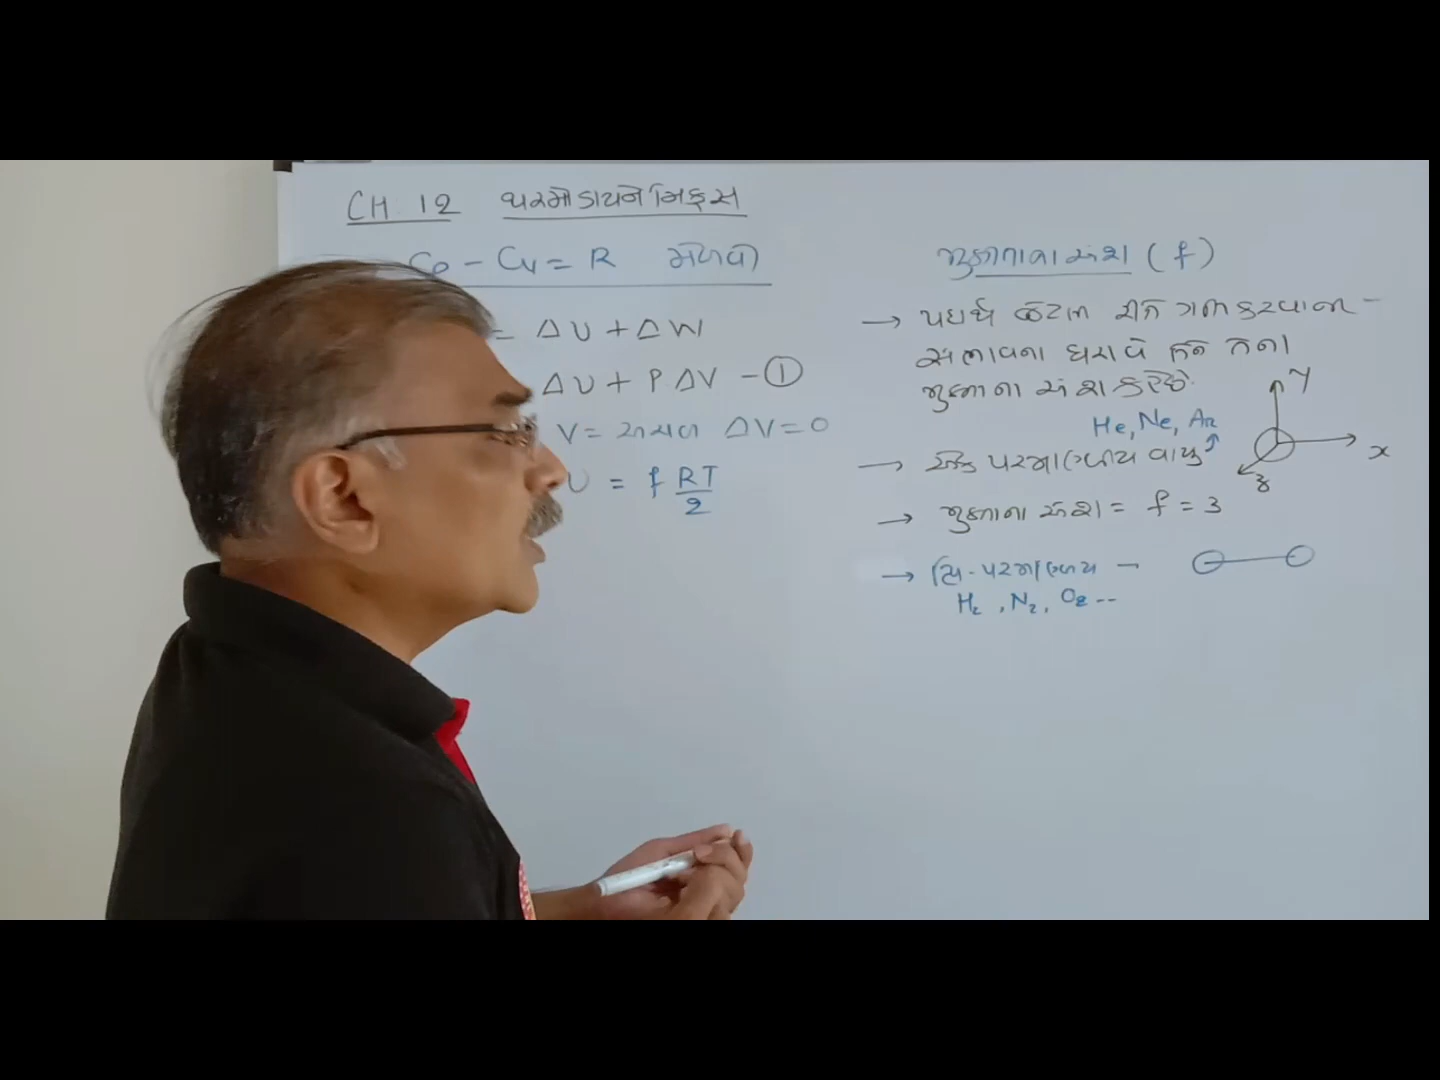 CH 12 થરમોડાયનેમિક્સ
Cp - Cv = R મેળવો
= ΔU + ΔW
ΔU + PΔV - ①
V = અચળ ΔV = 0
U = f RT/2
મુક્તતાના અંશ (f)
→ પદાર્થ કેટલા રીતે ગતિ કરવાની -
ધરાવે છે તેને તેના
મુક્તતાના અંશ કહે છે.
He, Ne, Ar
→ એક પરમાણ્વીય વાયુ
Y
x
z
→ મુક્તતાના અંશ = f = 3
→ દ્વિ-પરમાણ્વીય -
H2, N2, O2 --